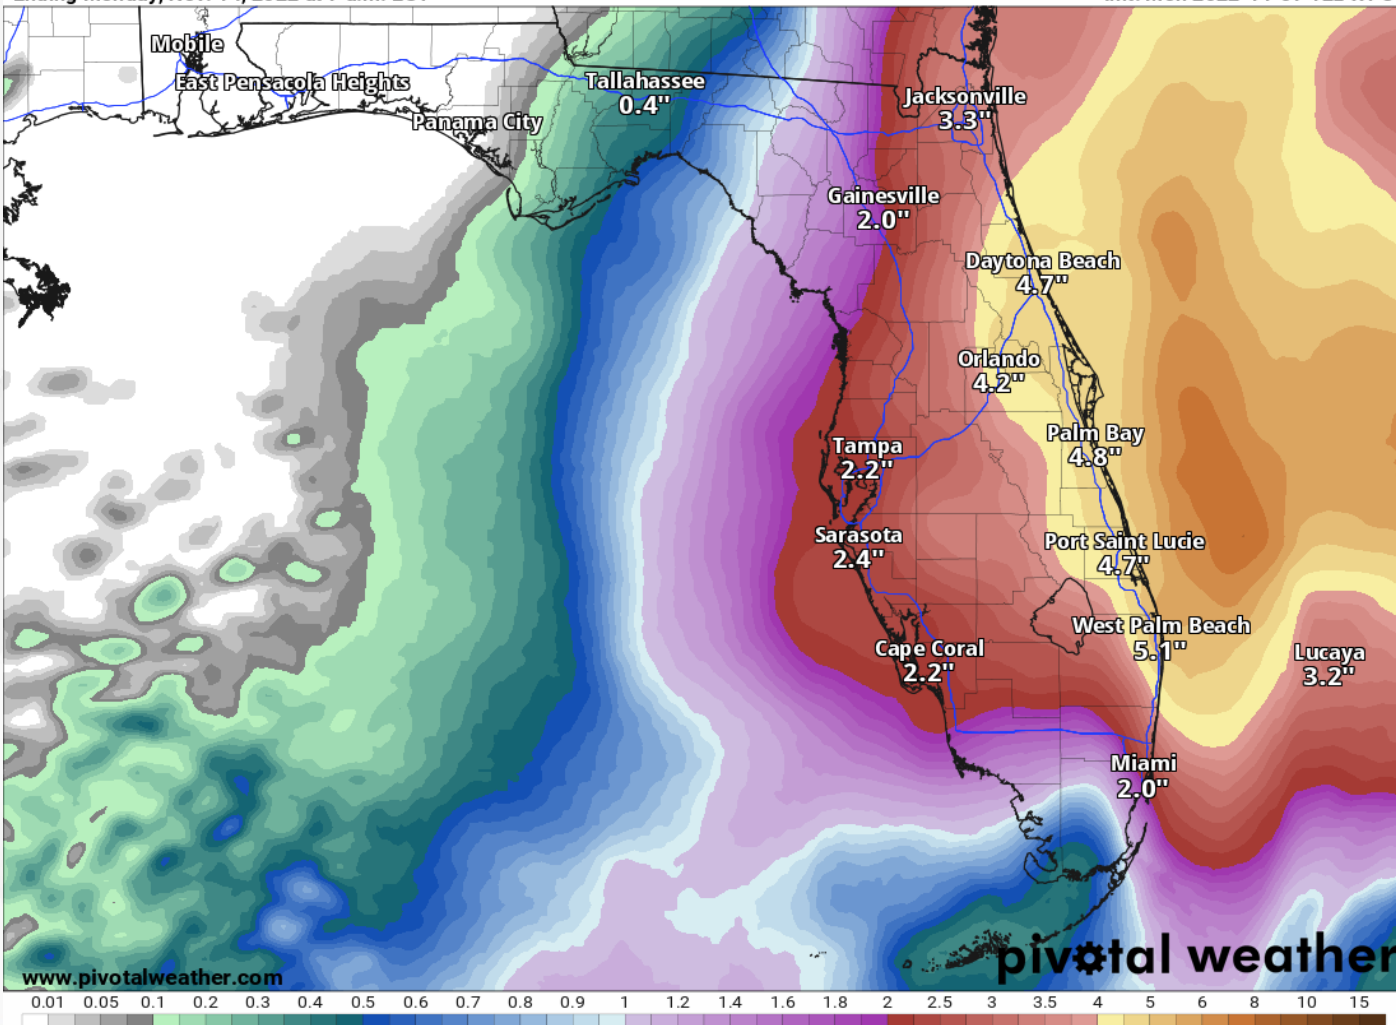 Mobile
East Pensacola Heights
Panama City
Tallahassee
0.4"
Jacksonville
3.3"
Gainesville
2.0"
Daytona Beach
4.7"
Orlando
4.2"
Palm Bay
4.8"
Tampa
2.2"
Sarasota
2.4"
Port Saint Lucie
4.7"
West Palm Beach
5.1"
Cape Coral
2.2"
Lucaya
3.2"
Miami
2.0"
pivotal weather
www.pivotalweather.com
0.01 0.05 0.1 0.2 0.3 0.4 0.5 0.6 0.7 0.8 0.9 1 1.2 1.4 1.6 1.8 2 2.5 3 3.5 4 5 6 8 10 15